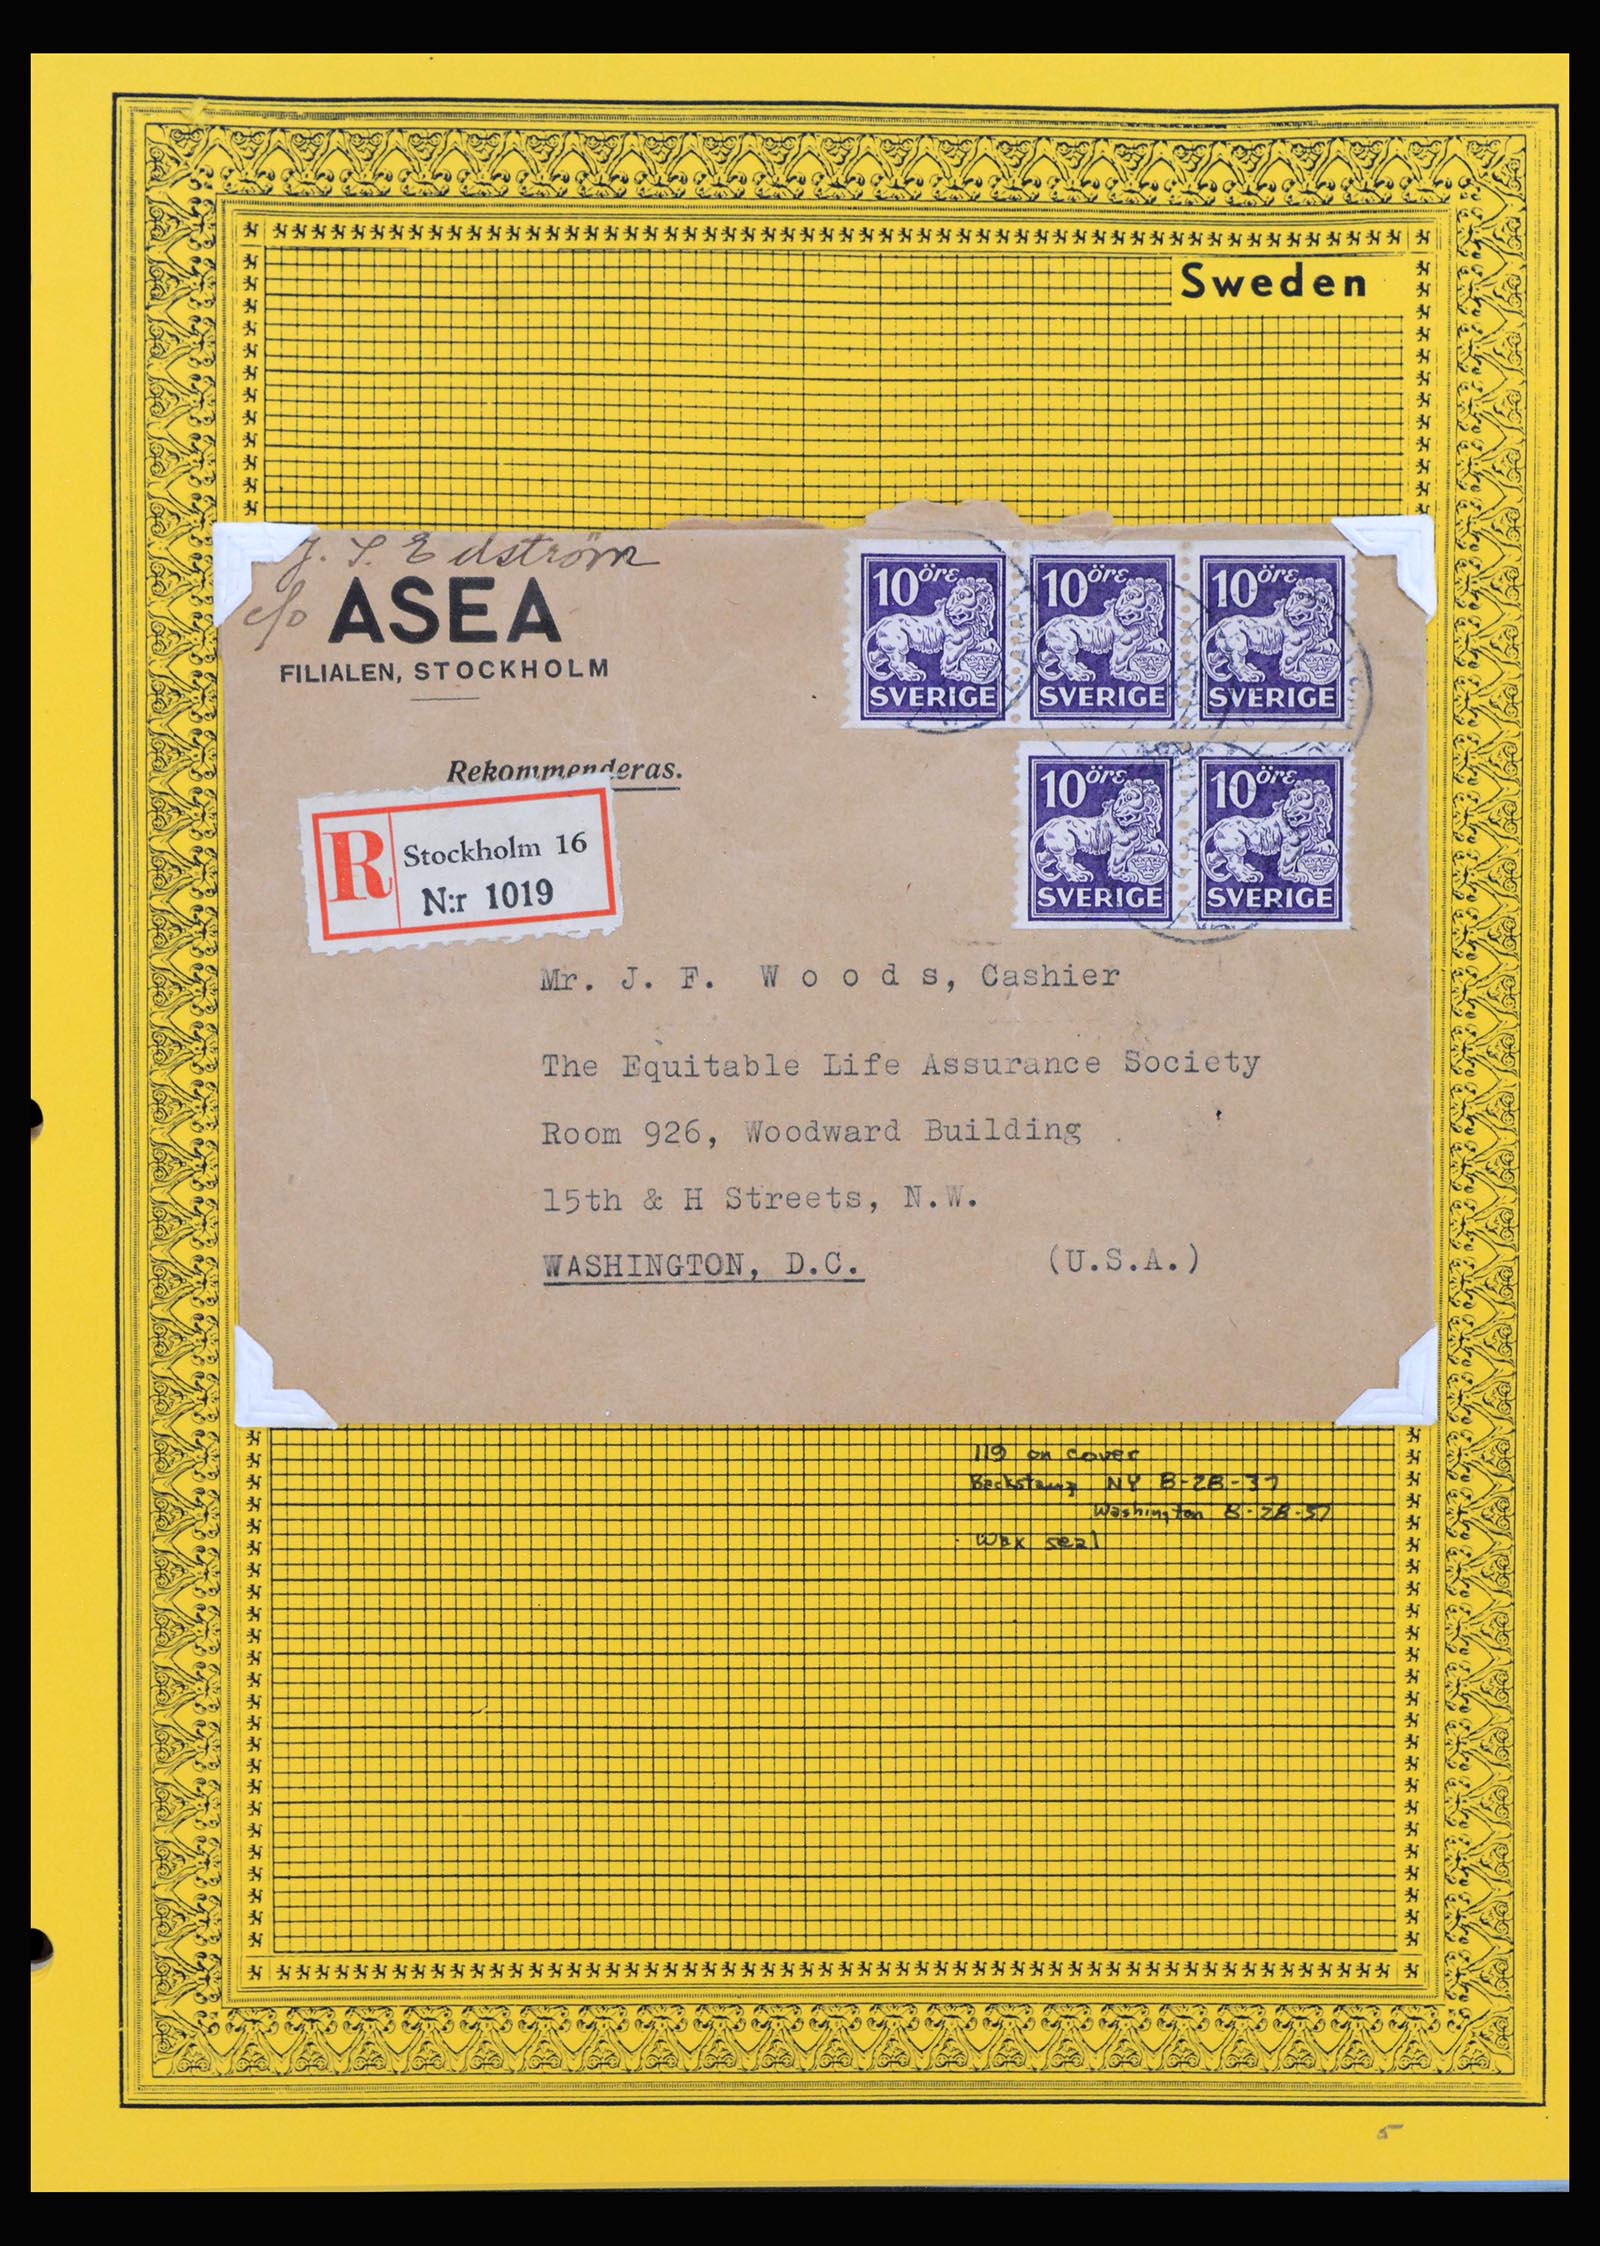 Sweden
J. S. Edström
c/o ASEA
FILIALEN, STOCKHOLM
Rekommenderas.
10 öre 10 öre 10 öre
SVERIGE SVERIGE SVERIGE
10 öre 10 öre
SVERIGE SVERIGE
R Stockholm 16
N:r 1019
Mr. J. F. Woods, Cashier
The Equitable Life Assurance Society
Room 926, Woodward Building
15th & H Streets, N.W.
WASHINGTON, D.C. (U.S.A.)
119 on cover
Backstamp NY 8-28-37
Washington 8-28-37
Wax seal
5